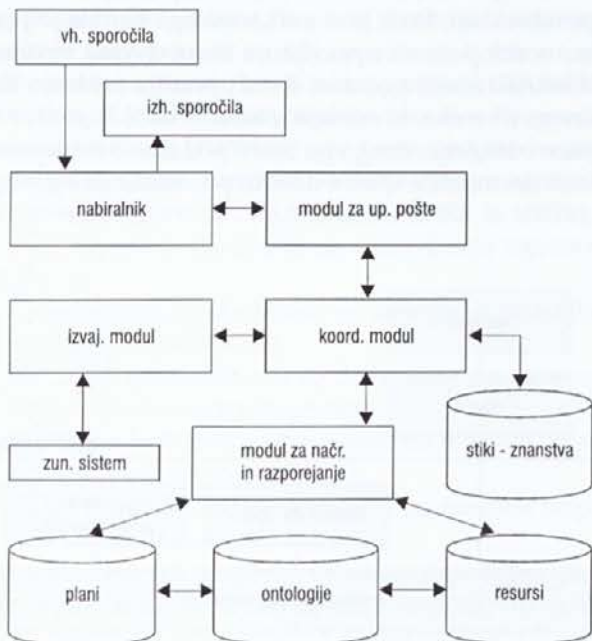 vh. sporočila
izh. sporočila
nabiralnik
modul za up. pošte
izvaj. modul
koord. modul
zun. sistem
modul za načr.
in razporejanje
stiki - znanstva
plani
ontologije
resursi